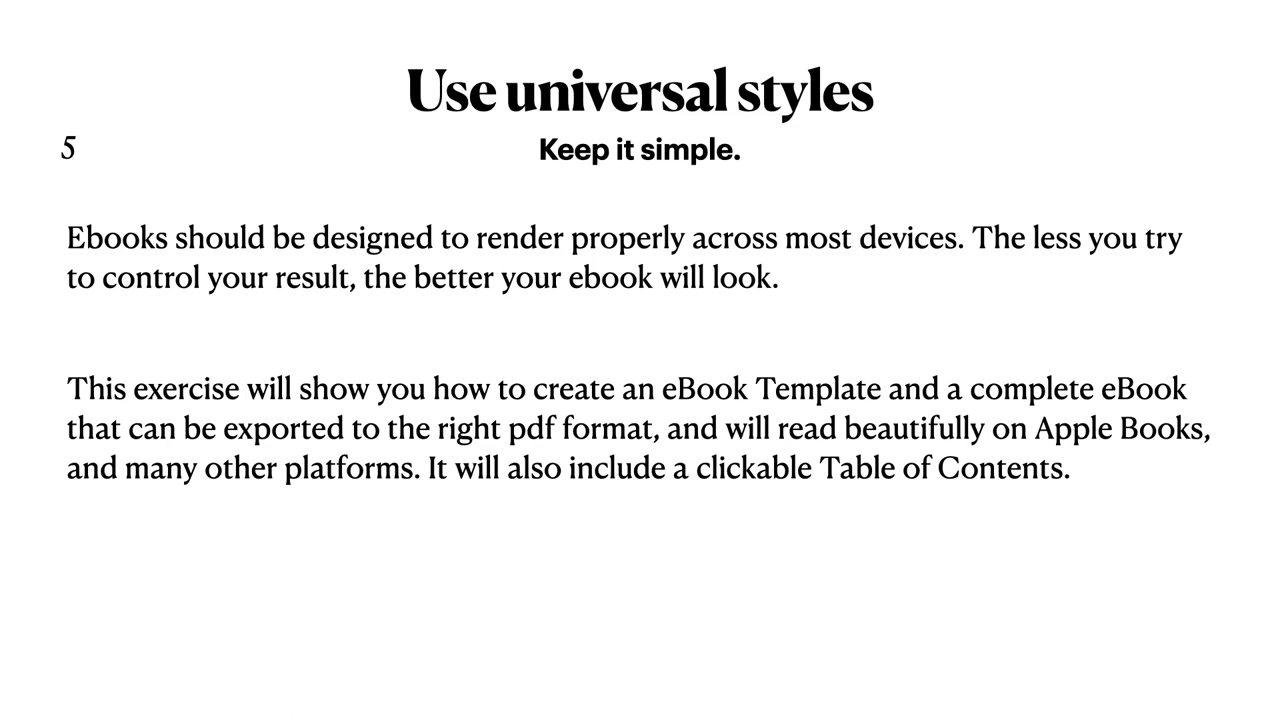 Use universal styles
5
Keep it simple.
Ebooks should be designed to render properly across most devices. The less you try
to control your result, the better your ebook will look.
This exercise will show you how to create an eBook Template and a complete eBook
that can be exported to the right pdf format, and will read beautifully on Apple Books,
and many other platforms. It will also include a clickable Table of Contents.